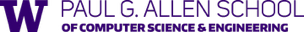 W PAUL G. ALLEN SCHOOL
OF COMPUTER SCIENCE & ENGINEERING